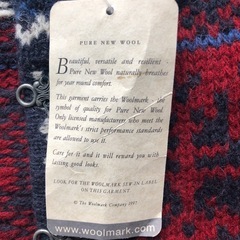 PURE NEW WOOL
Beautiful, versatile and resilient
Pure New Wool naturally breathes
for year round comfort.
This garment carries the Woolmark - the
symbol of quality for Pure New Wool.
Only licensed manufacturers who meet the
Woolmark's strict performance standards
are allowed to use it.
Care for it and it will reward you with
lasting good looks.
LOOK FOR THE WOOLMARK SEW-IN LABEL
ON THIS GARMENT
© The Woolmark Company 1997
www.woolmark.com